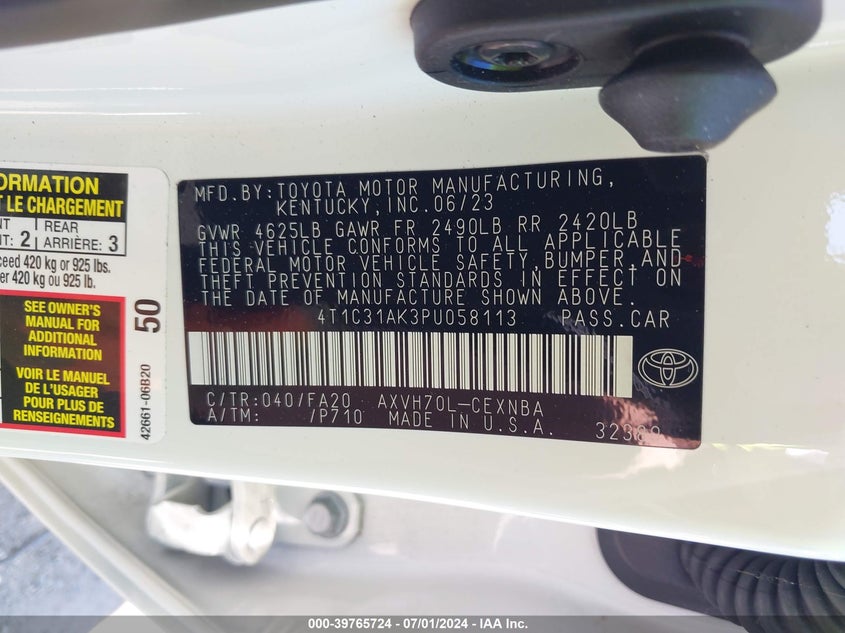 ORMATION
T LE CHARGEMENT
NT 2 REAR 3
NT: ARRIÈRE:
ceed 420 kg or 925 lbs.
er 420 kg ou 925 lb.
SEE OWNER'S
MANUAL FOR
ADDITIONAL
INFORMATION
VOIR LE MANUEL
DE L'USAGER
POUR PLUS DE
RENSEIGNEMENTS
50
42661-06B20
MFD.BY:TOYOTA MOTOR MANUFACTURING,
KENTUCKY,INC.06/23
GVWR 4625LB GAWR FR 2490LB RR 2420LB
THIS VEHICLE CONFORMS TO ALL APPLICABLE
FEDERAL MOTOR VEHICLE SAFETY,BUMPER,AND
THEFT PREVENTION STANDARDS IN EFFECT ON
THE DATE OF MANUFACTURE SHOWN ABOVE.
4T1C31AK3PU058113 PASS.CAR
C/TR:040/FA20 AXVH70L-CEXNBA
A/TM: /P710 MADE IN U.S.A.
000-39765724 / 07/01/2024 - IAA Inc.